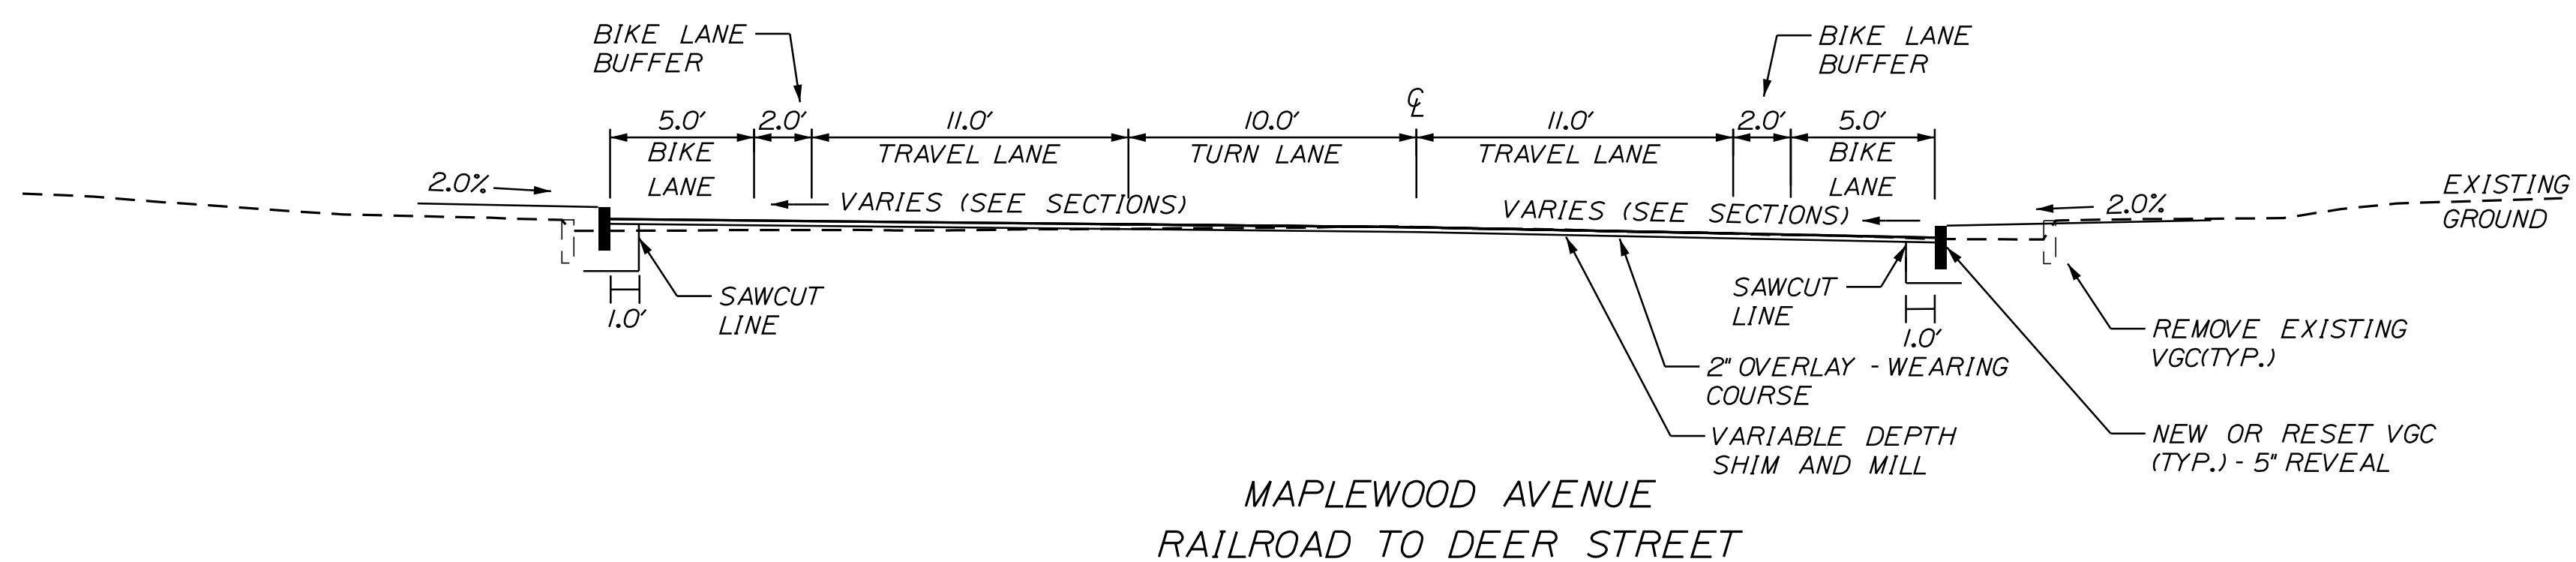 BIKE LANE
BUFFER
BIKE LANE
BUFFER
℄
5.0'
2.0'
11.0'
10.0'
11.0'
2.0'
5.0'
BIKE
LANE
TRAVEL LANE
TURN LANE
TRAVEL LANE
BIKE
LANE
2.0%
VARIES (SEE SECTIONS)
VARIES (SEE SECTIONS)
2.0%
EXISTING
GROUND
1.0'
SAWCUT
LINE
SAWCUT
LINE
1.0'
REMOVE EXISTING
VGC(TYP.)
2" OVERLAY - WEARING
COURSE
VARIABLE DEPTH
SHIM AND MILL
NEW OR RESET VGC
(TYP.) - 5" REVEAL
MAPLEWOOD AVENUE
RAILROAD TO DEER STREET